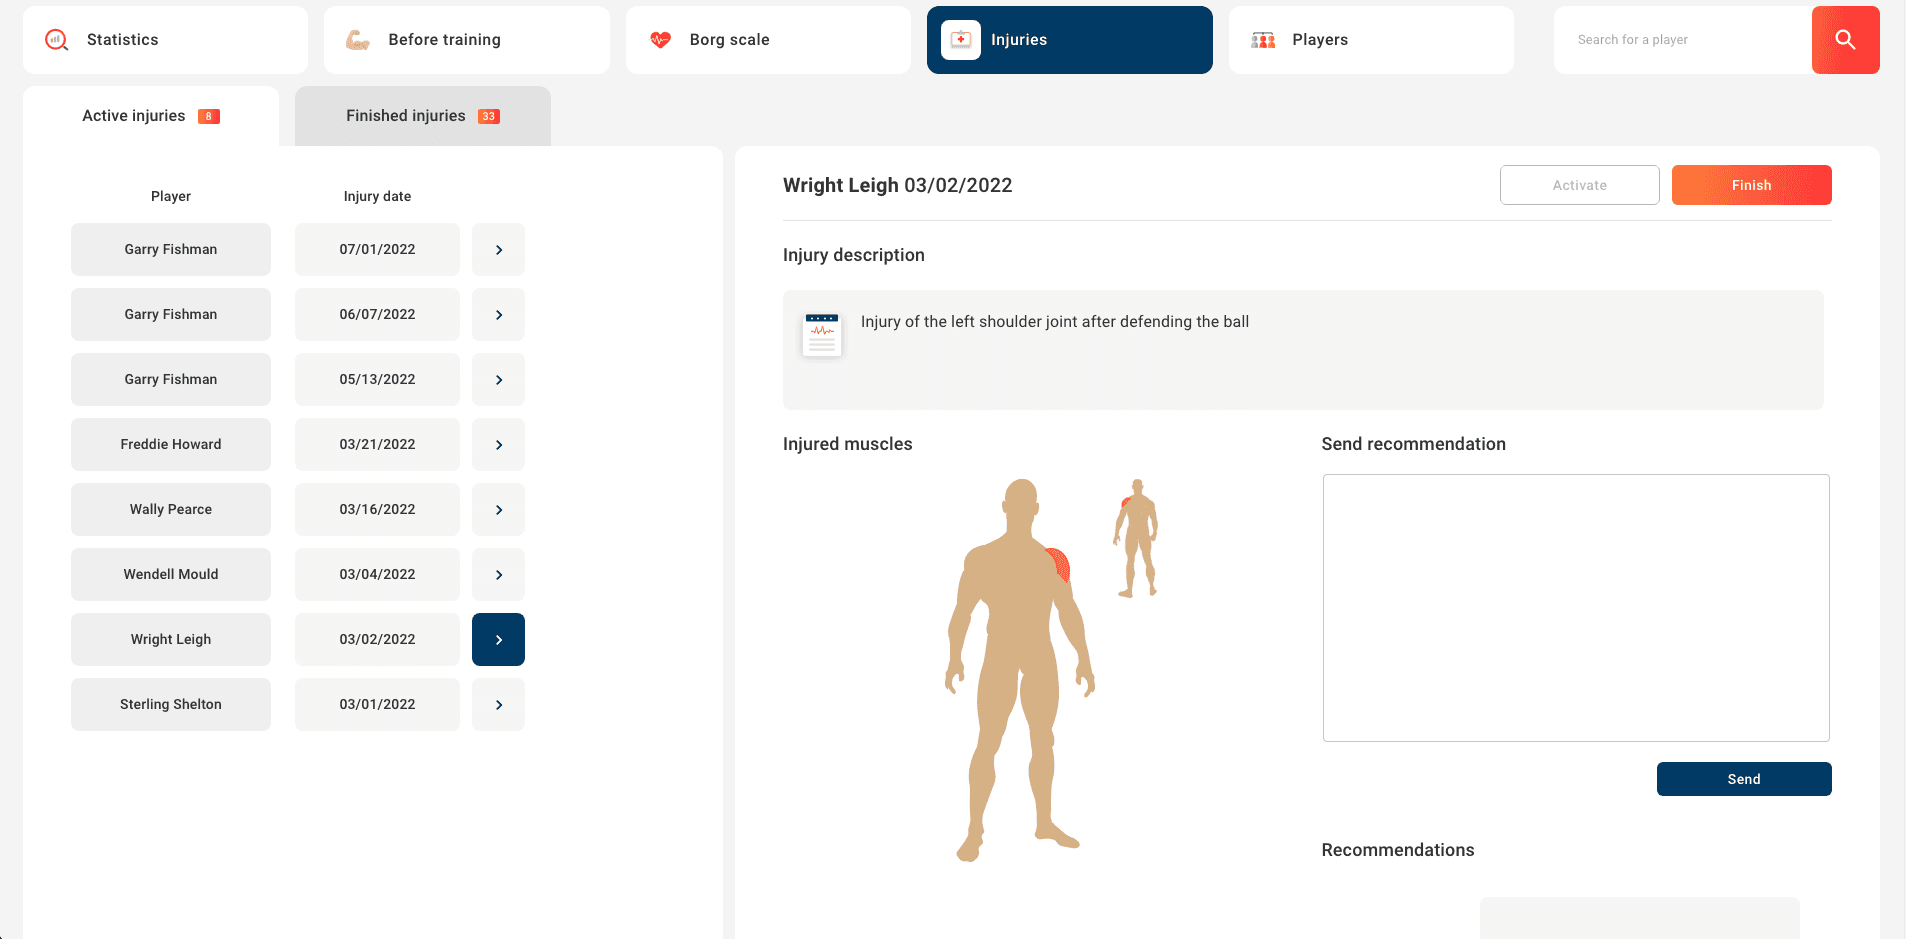 Statistics
Before training
Borg scale
Injuries
Players
Search for a player
Active injuries 8
Finished injuries 33
Player Injury date
Garry Fishman 07/01/2022
Garry Fishman 06/07/2022
Garry Fishman 05/13/2022
Freddie Howard 03/21/2022
Wally Pearce 03/16/2022
Wendell Mould 03/04/2022
Wright Leigh 03/02/2022
Sterling Shelton 03/01/2022
Wright Leigh 03/02/2022
Activate
Finish
Injury description
Injury of the left shoulder joint after defending the ball
Injured muscles
Send recommendation
Send
Recommendations